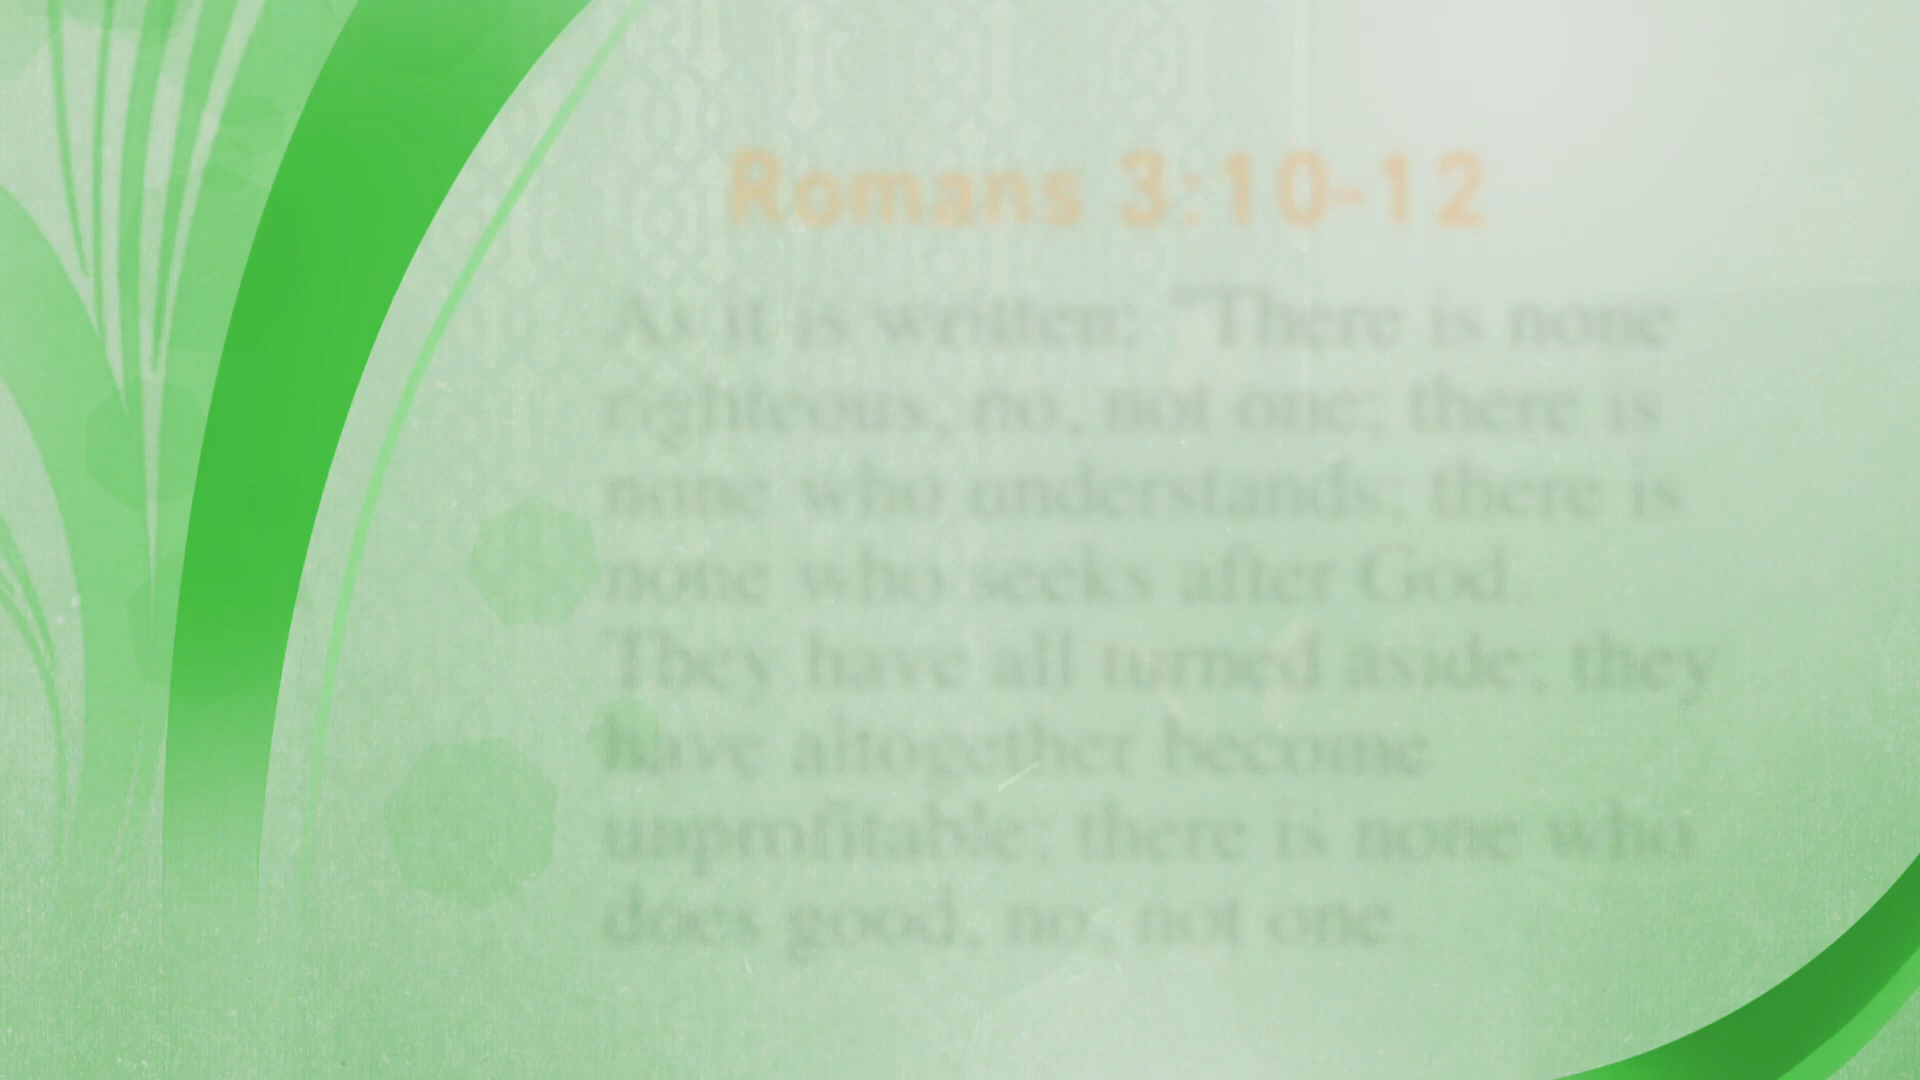 Romans 3:10-12
As it is written: "There is none
righteous, no, not one; there is
none who understands; there is
none who seeks after God.
They have all turned aside; they
have altogether become
unprofitable; there is none who
does good, no, not one.